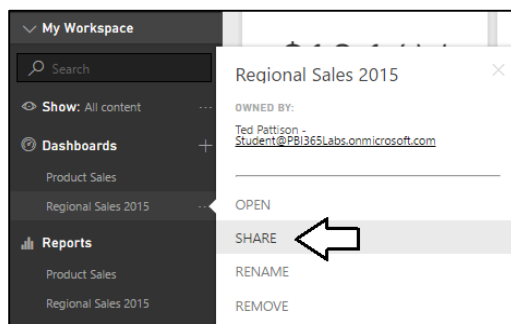 My Workspace
Search
Show: All content
Dashboards
Product Sales
Regional Sales 2015
Reports
Product Sales
Regional Sales 2015
Regional Sales 2015
OWNED BY:
Ted Pattison -
Student@PBI365Labs.onmicrosoft.com
OPEN
SHARE
RENAME
REMOVE